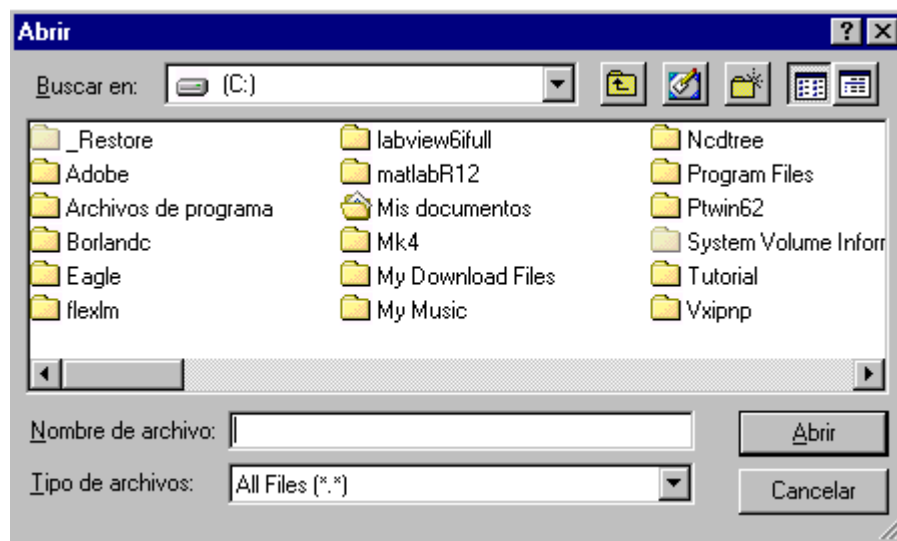 Abrir
Buscar en: (C:)
_Restore labview6ifull Ncdtree
Adobe matlabR12 Program Files
Archivos de programa Mis documentos Ptwin62
Borlandc Mk4 System Volume Inforr
Eagle My Download Files Tutorial
flexlm My Music Vxipnp
Nombre de archivo: Abrir
Tipo de archivos: All Files (*.*) Cancelar